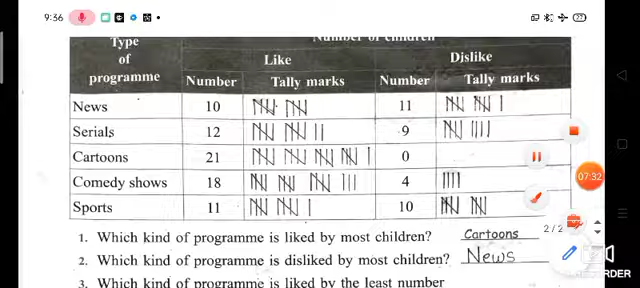 9:36
Type Number of children
of Like Dislike
programme Number Tally marks Number Tally marks
News 10 11
Serials 12 9
Cartoons 21 0
Comedy shows 18 4
Sports 11 10
1. Which kind of programme is liked by most children? Cartoons
2. Which kind of programme is disliked by most children? News
3. Which kind of programme is liked by the least number
07:32
2/2